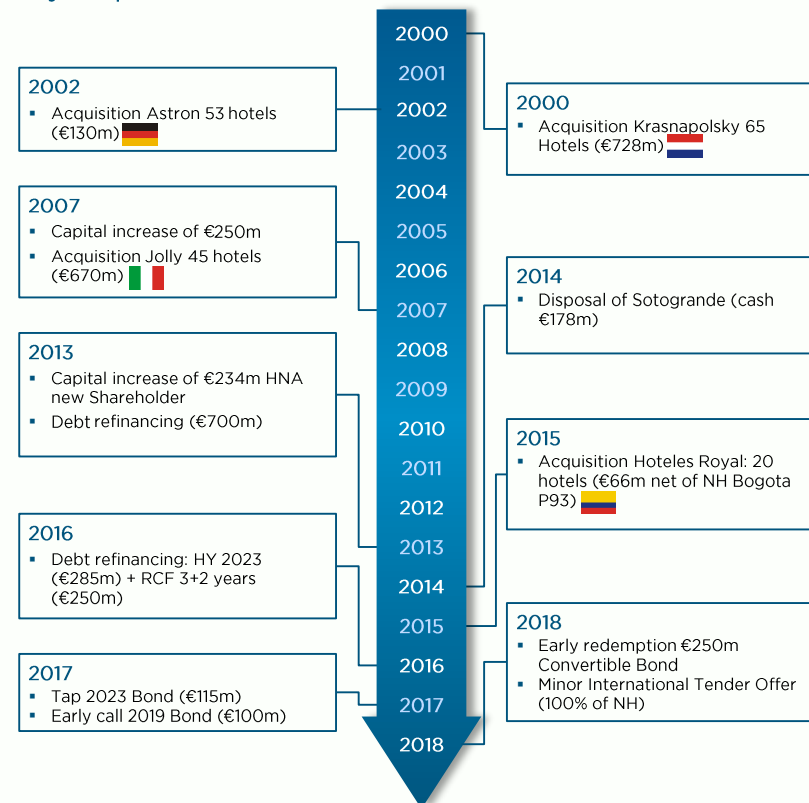 2000
2001
2002
2003
2004
2005
2006
2007
2008
2009
2010
2011
2012
2013
2014
2015
2016
2017
2018
2002
▪ Acquisition Astron 53 hotels
(€130m)
2007
▪ Capital increase of €250m
▪ Acquisition Jolly 45 hotels
(€670m)
2013
▪ Capital increase of €234m HNA
new Shareholder
▪ Debt refinancing (€700m)
2016
▪ Debt refinancing: HY 2023
(€285m) + RCF 3+2 years
(€250m)
2017
▪ Tap 2023 Bond (€115m)
▪ Early call 2019 Bond (€100m)
2000
▪ Acquisition Krasnapolsky 65
Hotels (€728m)
2014
▪ Disposal of Sotogrande (cash
€178m)
2015
▪ Acquisition Hoteles Royal: 20
hotels (€66m net of NH Bogota
P93)
2018
▪ Early redemption €250m
Convertible Bond
▪ Minor International Tender Offer
(100% of NH)